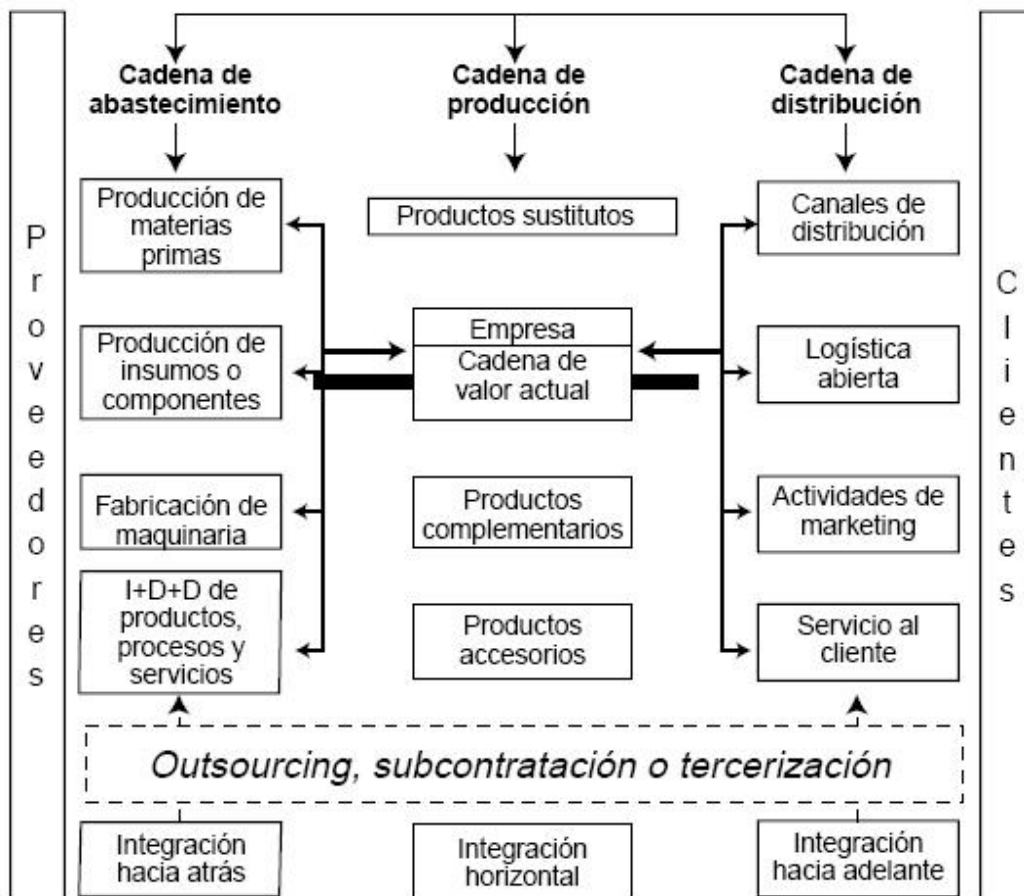 Cadena de
abastecimiento
Cadena de
producción
Cadena de
distribución
Proveedores
Producción de
materias
primas
Productos sustitutos
Canales de
distribución
Clientes
Producción de
insumos o
componentes
Empresa
Cadena de
valor actual
Logística
abierta
Fabricación de
maquinaria
Productos
complementarios
Actividades de
marketing
I+D+D de
productos,
procesos y
servicios
Productos
accesorios
Servicio al
cliente
Outsourcing, subcontratación o tercerización
Integración
hacia atrás
Integración
horizontal
Integración
hacia adelante